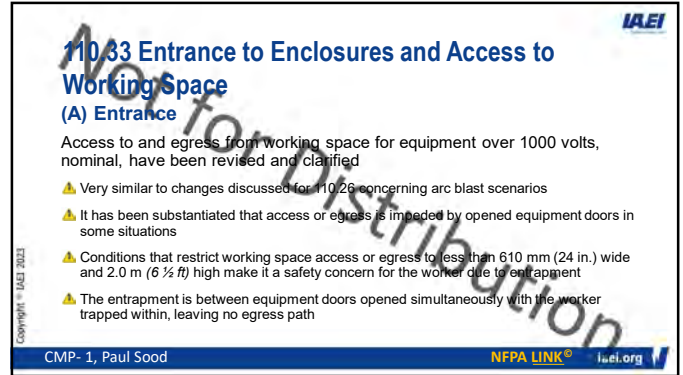 IAEI
110.33 Entrance to Enclosures and Access to
Working Space
(A) Entrance
Access to and egress from working space for equipment over 1000 volts,
nominal, have been revised and clarified
Very similar to changes discussed for 110.26 concerning arc blast scenarios
It has been substantiated that access or egress is impeded by opened equipment doors in
some situations
Conditions that restrict working space access or egress to less than 610 mm (24 in.) wide
and 2.0 m (6 ½ ft) high make it a safety concern for the worker due to entrapment
The entrapment is between equipment doors opened simultaneously with the worker
trapped within, leaving no egress path
Not for Distribution
Copyright © IAEI 2023
CMP- 1, Paul Sood
NFPA LINK©
iaei.org